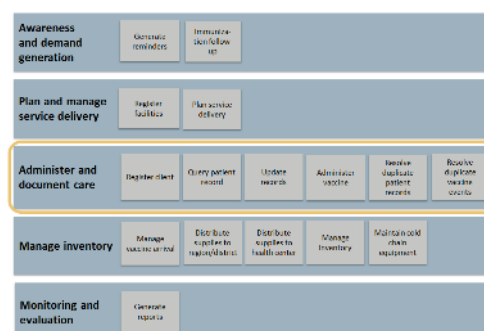 Awareness
and demand
generation
Generate
reminders
Immuniza-
tion follow
up
Plan and manage
service delivery
Register
facilities
Plan service
delivery
Administer and
document care
Register client
Query patient
record
Update
records
Administer
vaccine
Resolve
duplicate
patient
records
Resolve
duplicate
vaccine
events
Manage inventory
Manage
vaccine arrival
Distribute
supplies to
region/district
Distribute
supplies to
health center
Manage
Inventory
Maintain cold
chain
equipment
Monitoring and
evaluation
Generate
reports